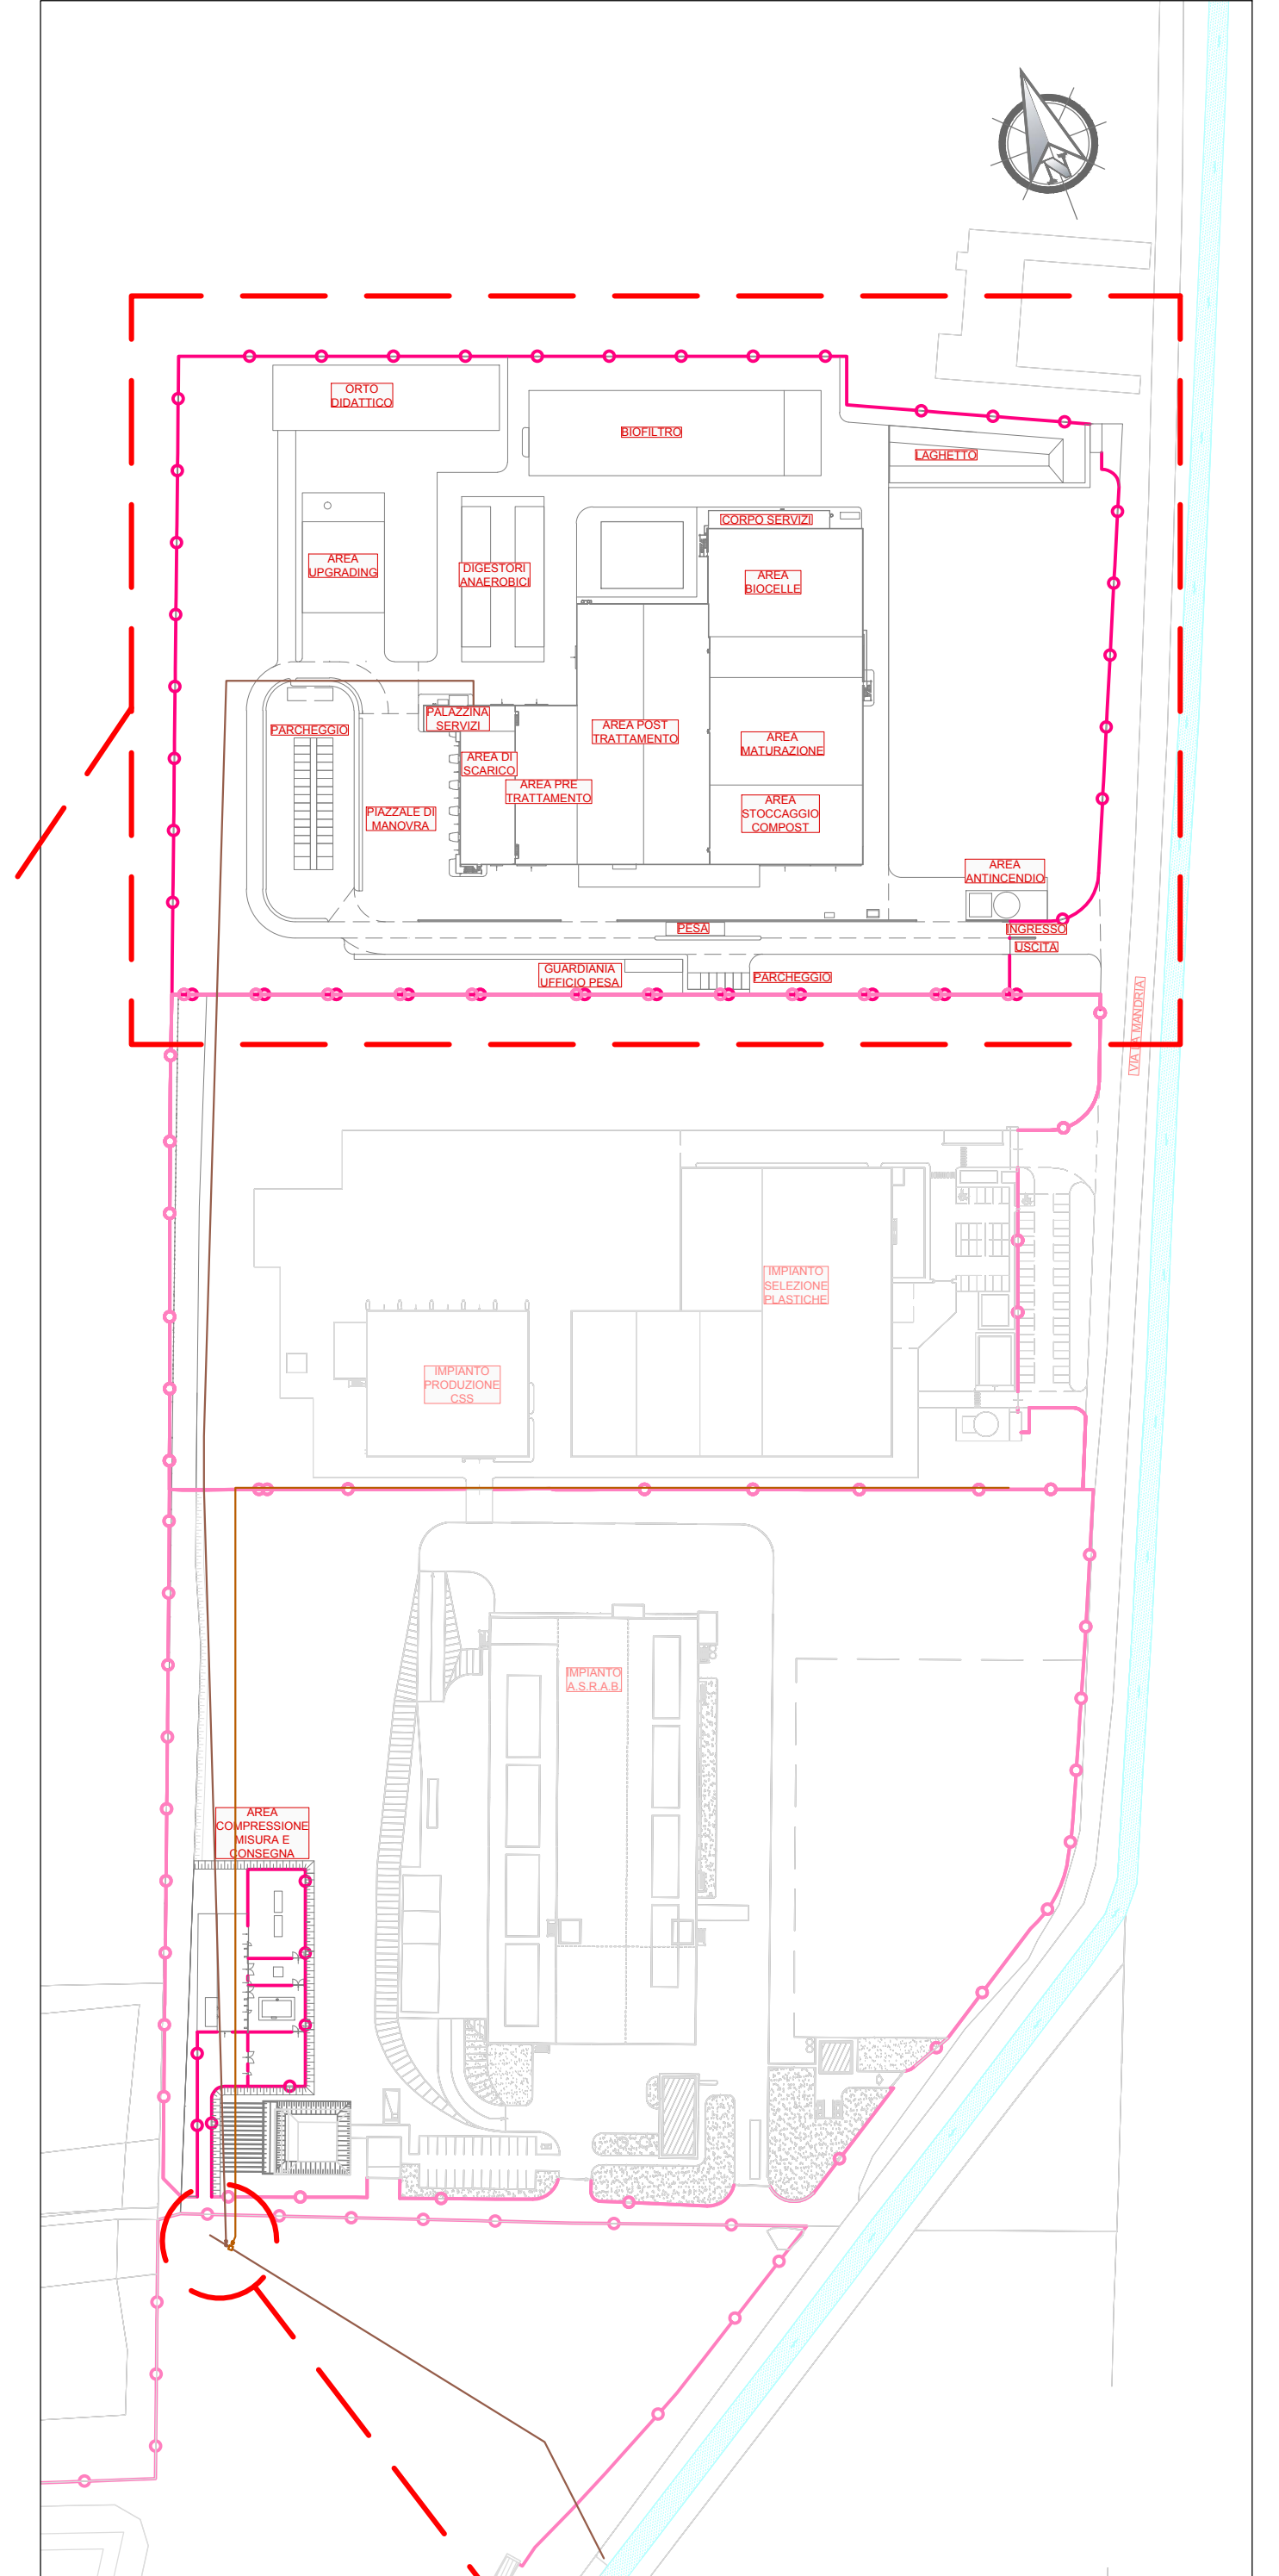 N
ORTO
DIDATTICO
BIOFILTRO
LAGHETTO
CORPO SERVIZI
AREA
UPGRADING
DIGESTORI
ANAEROBICI
AREA
BIOCELLE
PALAZZINA
SERVIZI
PARCHEGGIO
AREA POST
TRATTAMENTO
AREA
MATURAZIONE
AREA DI
SCARICO
AREA PRE
TRATTAMENTO
PIAZZALE DI
MANOVRA
AREA
STOCCAGGIO
COMPOST
AREA
ANTINCENDIO
PESA
INGRESSO
USCITA
GUARDIANIA
UFFICIO PESA
PARCHEGGIO
VIA LA MANDRIA
IMPIANTO
SELEZIONE
PLASTICHE
IMPIANTO
PRODUZIONE
CSS
IMPIANTO
A.S.R.A.B.
AREA
COMPRESSIONE
MISURA E
CONSEGNA